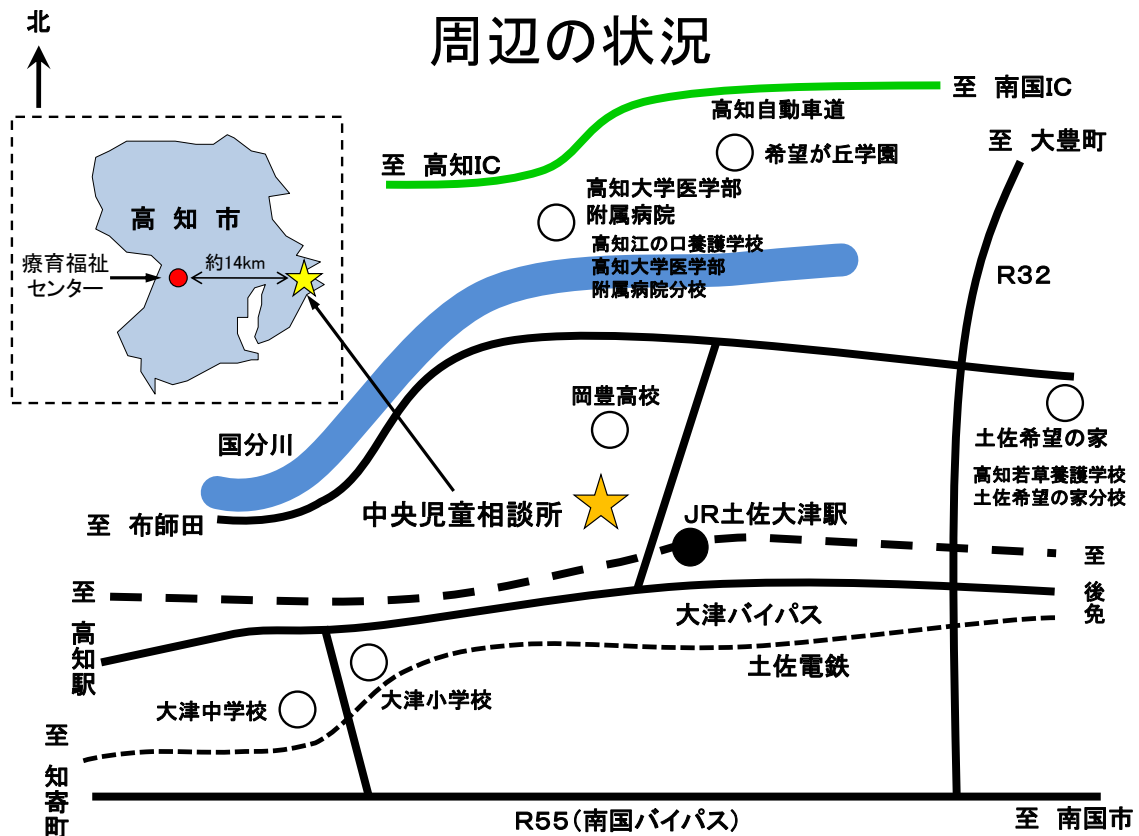 北
周辺の状況
至　南国IC
高知自動車道
至　大豊町
至　高知IC
希望が丘学園
高知大学医学部
附属病院
高知市
高知江の口養護学校
高知大学医学部
附属病院分校
療育福祉
センター
約14km
R32
岡豊高校
国分川
土佐希望の家
高知若草養護学校
土佐希望の家分校
中央児童相談所
至　布師田
JR土佐大津駅
至　後免
至　高知駅
大津バイパス
土佐電鉄
大津小学校
大津中学校
至　知寄町
R55（南国バイパス）
至　南国市